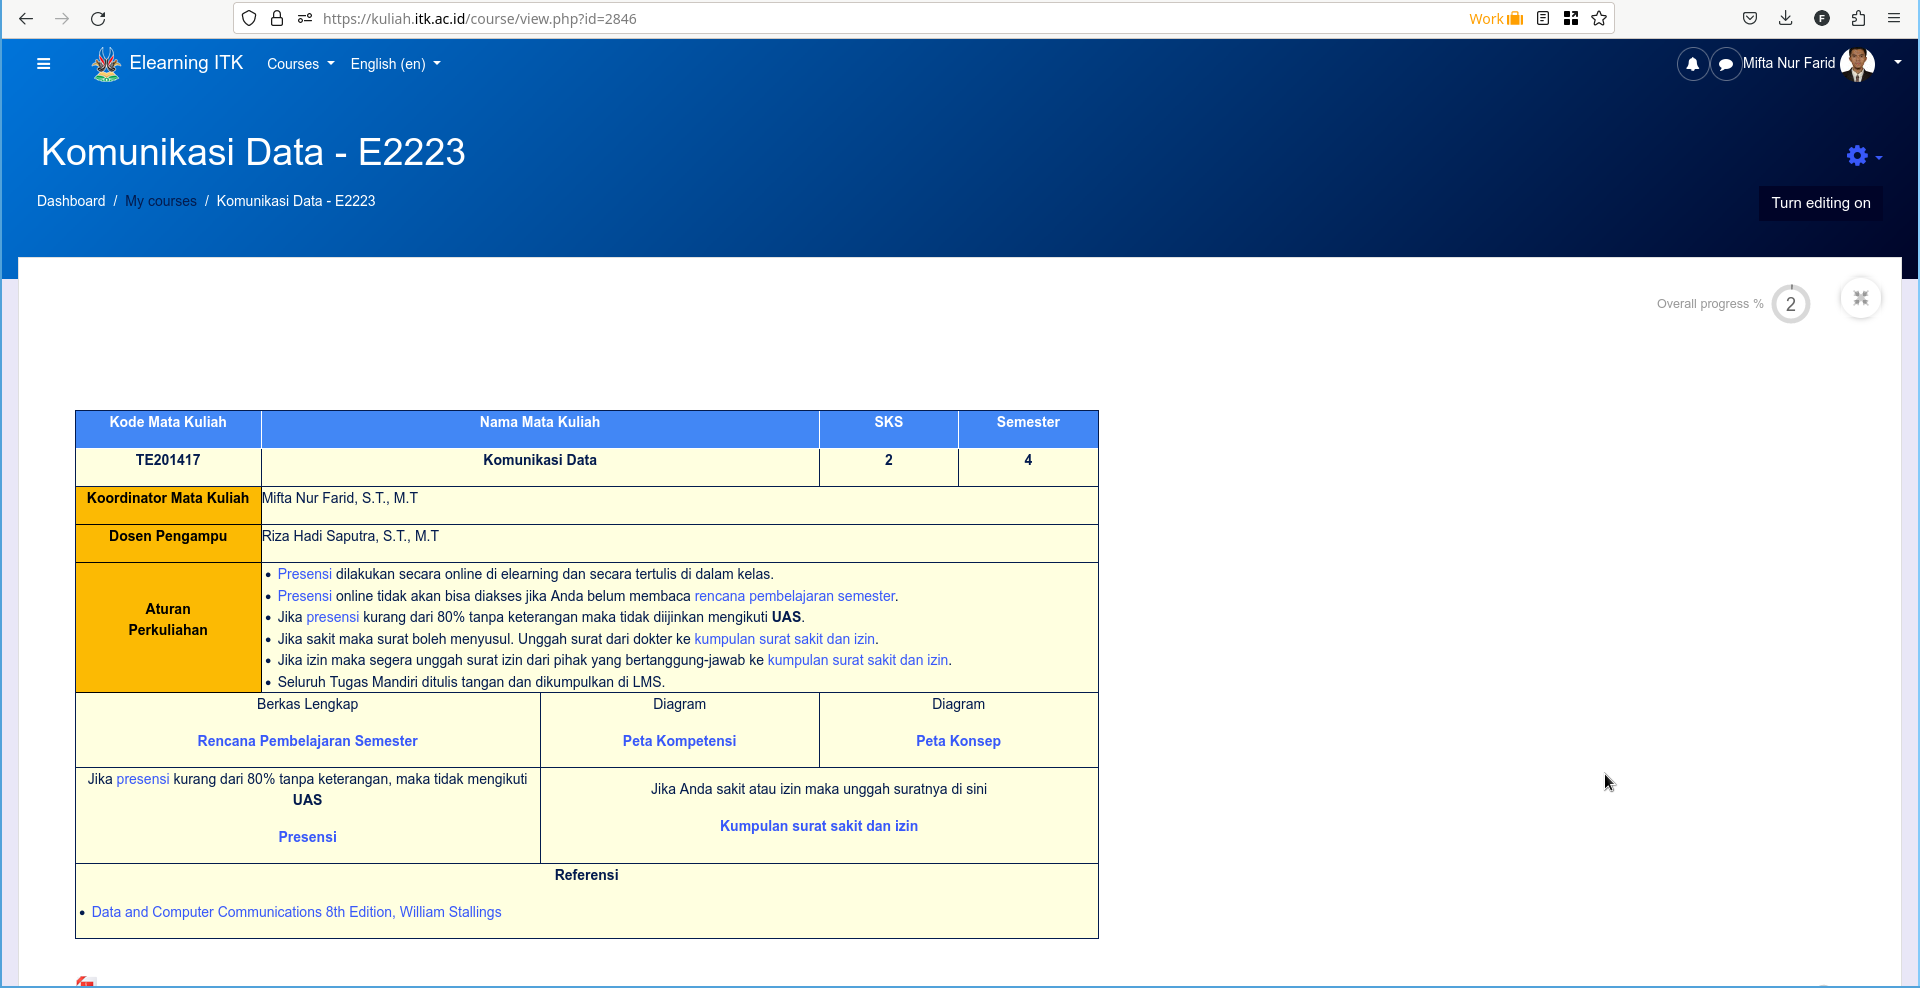 https://kuliah.itk.ac.id/course/view.php?id=2846
Work
F
Elearning ITK
Courses
English (en)
Mifta Nur Farid
Komunikasi Data - E2223
Dashboard / My courses / Komunikasi Data - E2223
Turn editing on
Overall progress % 2
Kode Mata Kuliah Nama Mata Kuliah SKS Semester
TE201417 Komunikasi Data 2 4
Koordinator Mata Kuliah Mifta Nur Farid, S.T., M.T
Dosen Pengampu Riza Hadi Saputra, S.T., M.T
Aturan
Perkuliahan
• Presensi dilakukan secara online di elearning dan secara tertulis di dalam kelas.
• Presensi online tidak akan bisa diakses jika Anda belum membaca rencana pembelajaran semester.
• Jika presensi kurang dari 80% tanpa keterangan maka tidak diijinkan mengikuti UAS.
• Jika sakit maka surat boleh menyusul. Unggah surat dari dokter ke kumpulan surat sakit dan izin.
• Jika izin maka segera unggah surat izin dari pihak yang bertanggung-jawab ke kumpulan surat sakit dan izin.
• Seluruh Tugas Mandiri ditulis tangan dan dikumpulkan di LMS.
Berkas Lengkap
Rencana Pembelajaran Semester
Diagram
Peta Kompetensi
Diagram
Peta Konsep
Jika presensi kurang dari 80% tanpa keterangan, maka tidak mengikuti
UAS
Presensi
Jika Anda sakit atau izin maka unggah suratnya di sini
Kumpulan surat sakit dan izin
Referensi
• Data and Computer Communications 8th Edition, William Stallings